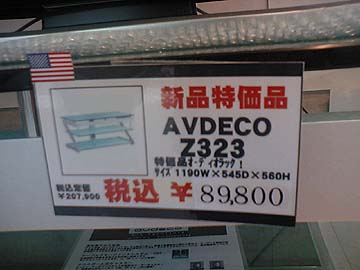 新品特価品
AVDECO
Z323
特価品オーディオラック！
サイズ 1190W×545D×560H
税込定価
¥207,900
税込 ¥ 89,800